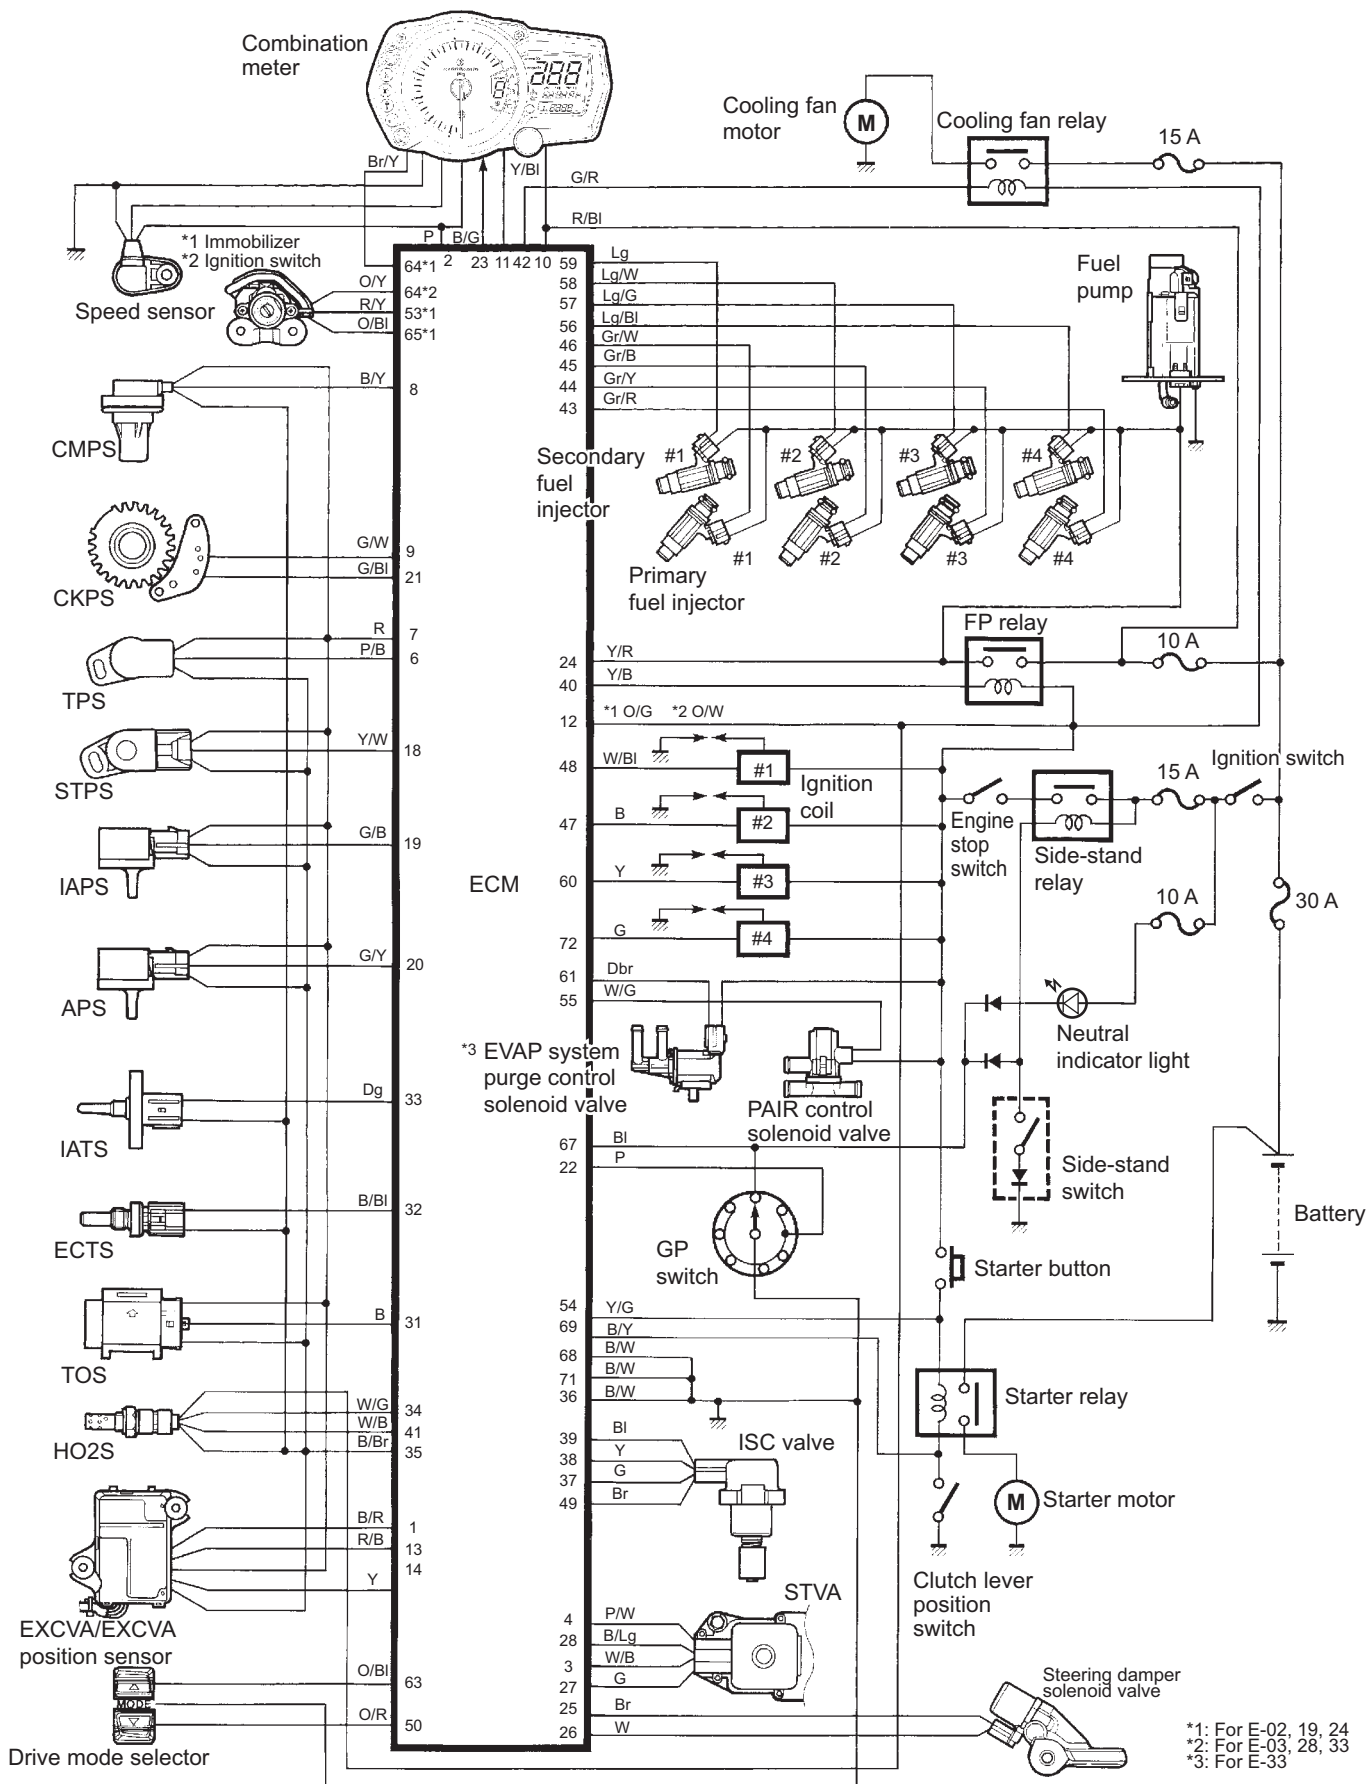 Combination
meter
Cooling fan
motor
M
Cooling fan relay
15 A
Br/Y
Y/Bl
G/R
R/Bl
P
B/G
*1 Immobilizer
*2 Ignition switch
Speed sensor
O/Y
R/Y
O/Bl
64*1
2
23
11
42
10
64*2
53*1
65*1
59
Lg
58
Lg/W
57
Lg/G
56
Lg/Bl
46
Gr/W
45
Gr/B
44
Gr/Y
43
Gr/R
Fuel
pump
CMPS
B/Y
8
Secondary
fuel
injector
#1
#2
#3
#4
#1
#2
#3
#4
Primary
fuel injector
CKPS
G/W
9
G/Bl
21
TPS
R
7
P/B
6
FP relay
10 A
24
Y/R
40
Y/B
12
*1 O/G
*2 O/W
STPS
Y/W
18
48
W/Bl
#1
Ignition
coil
47
B
#2
60
Y
#3
72
G
#4
Engine
stop
switch
Side-stand
relay
15 A
Ignition switch
10 A
30 A
IAPS
G/B
19
ECM
APS
G/Y
20
61
Dbr
55
W/G
*3 EVAP system
purge control
solenoid valve
PAIR control
solenoid valve
Neutral
indicator light
IATS
Dg
33
67
Bl
22
P
Side-stand
switch
Battery
ECTS
B/Bl
32
GP
switch
Starter button
TOS
B
31
54
Y/G
69
B/Y
68
B/W
71
B/W
36
B/W
Starter relay
HO2S
W/G
34
W/B
41
B/Br
35
39
Bl
38
Y
37
G
49
Br
ISC valve
M
Starter motor
Clutch lever
position
switch
EXCVA/EXCVA
position sensor
B/R
1
R/B
13
14
Y
STVA
4
P/W
28
B/Lg
3
W/B
27
G
25
Br
26
W
MODE
Drive mode selector
O/Bl
63
O/R
50
Steering damper
solenoid valve
*1: For E-02, 19, 24
*2: For E-03, 28, 33
*3: For E-33